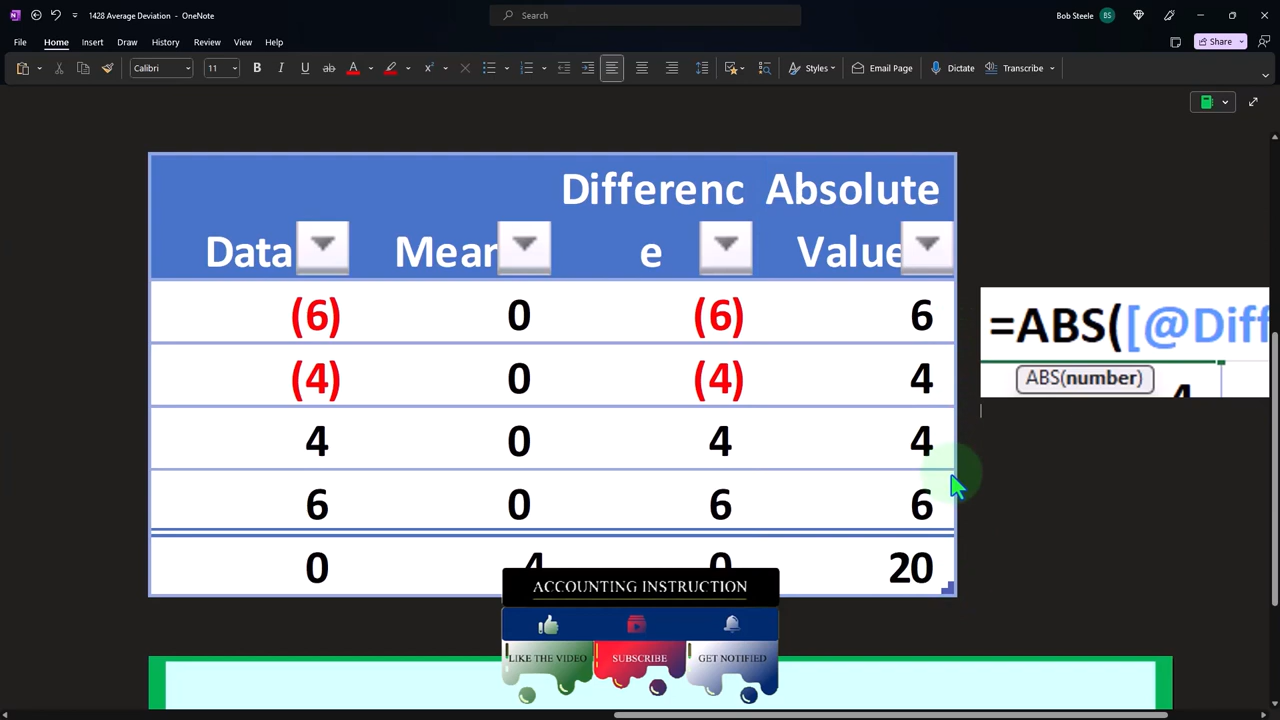 1428 Average Deviation - OneNote
Search
Bob Steele
BS
File Home Insert Draw History Review View Help
Share
Calibri 11 B I U ab A x Styles Email Page Dictate Transcribe
Differenc Absolute
Data Mear e Value
(6) 0 (6) 6
(4) 0 (4) 4
4 0 4 4
6 0 6 6
0 4 0 20
=ABS([@Diff
ABS(number)
4
ACCOUNTING INSTRUCTION
LIKE THE VIDEO SUBSCRIBE GET NOTIFIED